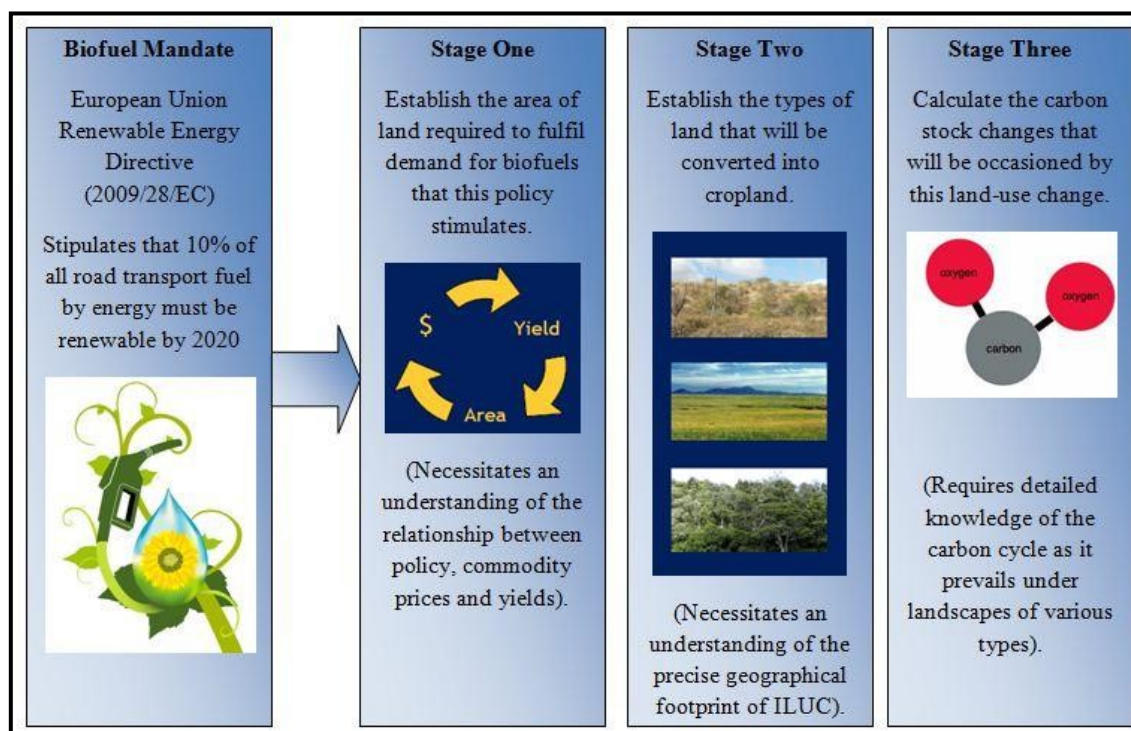 Biofuel Mandate
European Union
Renewable Energy
Directive
(2009/28/EC)
Stipulates that 10% of
all road transport fuel
by energy must be
renewable by 2020
Stage One
Establish the area of
land required to fulfil
demand for biofuels
that this policy
stimulates.
$
Yield
Area
(Necessitates an
understanding of the
relationship between
policy, commodity
prices and yields).
Stage Two
Establish the types of
land that will be
converted into
cropland.
(Necessitates an
understanding of the
precise geographical
footprint of ILUC).
Stage Three
Calculate the carbon
stock changes that
will be occasioned by
this land-use change.
oxygen
oxygen
carbon
(Requires detailed
knowledge of the
carbon cycle as it
prevails under
landscapes of various
types).